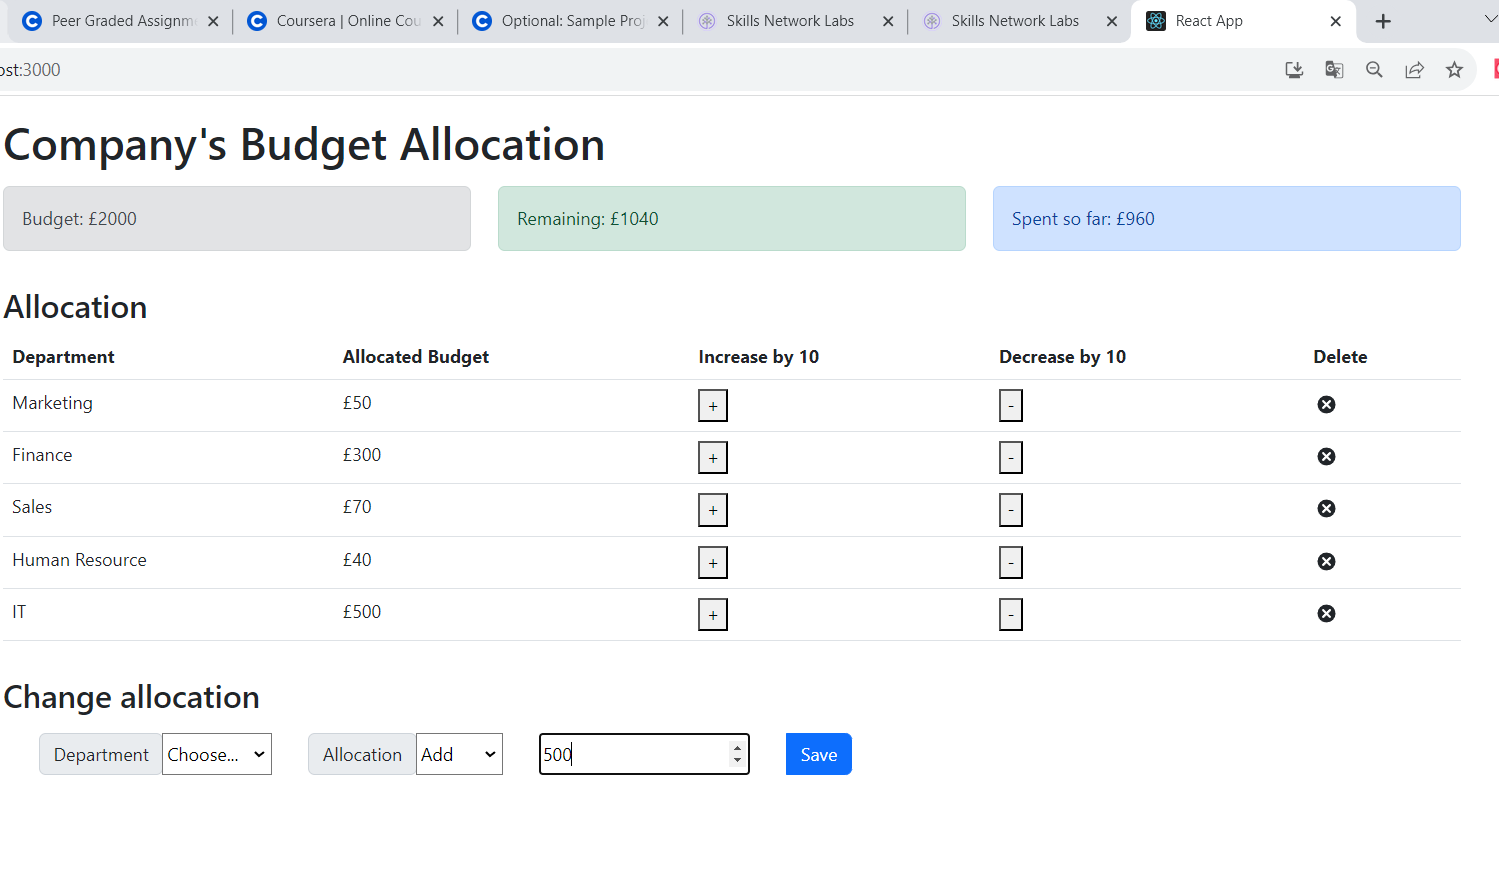 Peer Graded Assignm Coursera | Online Cou Optional: Sample Proj Skills Network Labs Skills Network Labs React App
ost:3000
Company's Budget Allocation
Budget: £2000 Remaining: £1040 Spent so far: £960
Allocation
Department Allocated Budget Increase by 10 Decrease by 10 Delete
Marketing £50 + -
Finance £300 + -
Sales £70 + -
Human Resource £40 + -
IT £500 + -
Change allocation
Department Choose... Allocation Add 500 Save